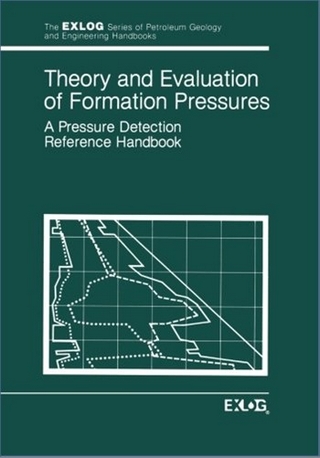 The EXLOG Series of Petroleum Geology
and Engineering Handbooks
Theory and Evaluation
of Formation Pressures
A Pressure Detection
Reference Handbook
EXLOG®